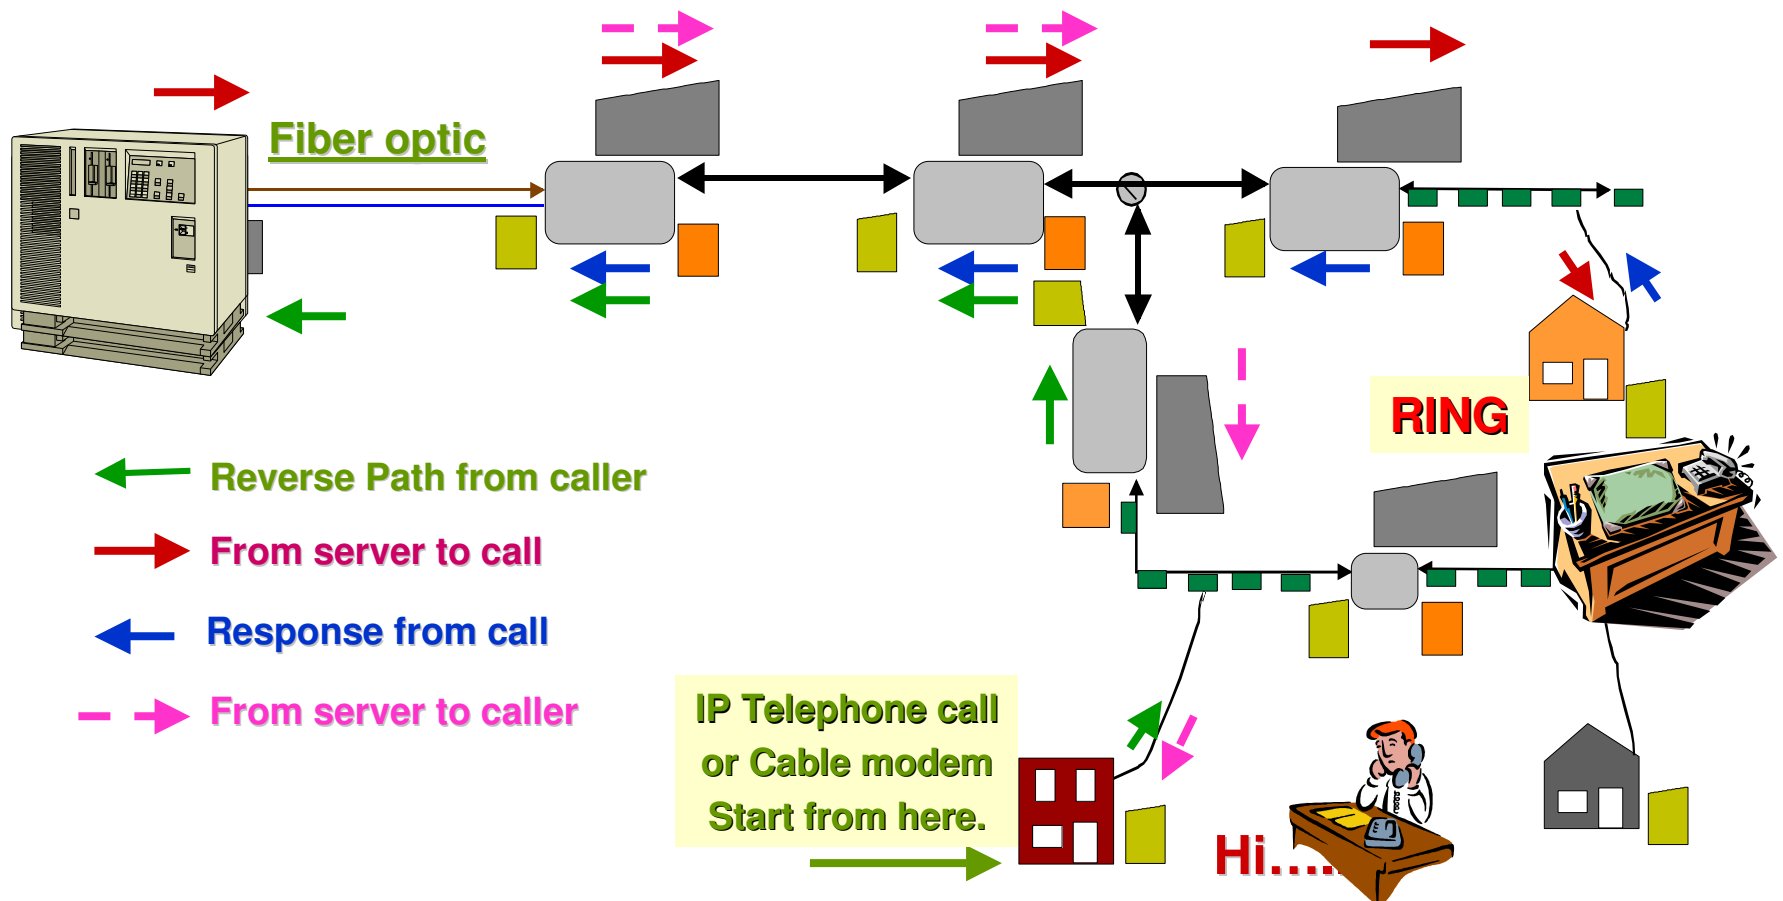 Fiber optic
RING
Reverse Path from caller
From server to call
Response from call
From server to caller
IP Telephone call
or Cable modem
Start from here.
Hi.....